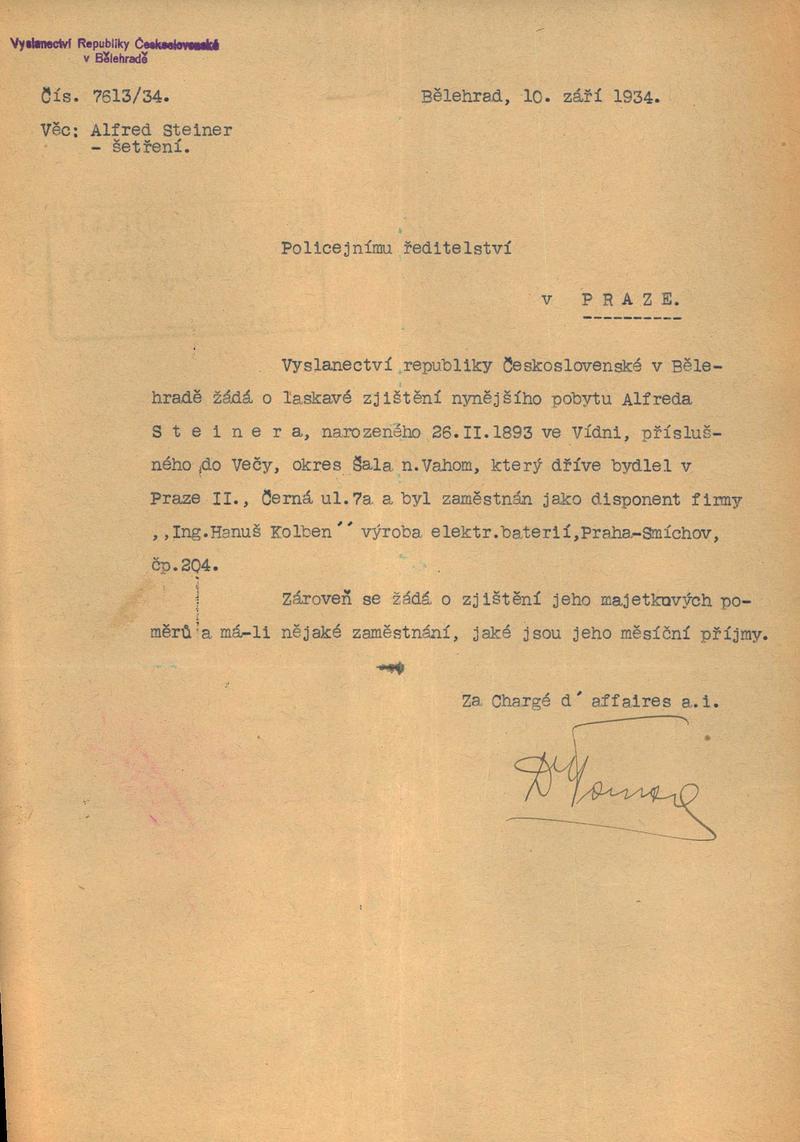 Vyslanectví Republiky Československé
v Bělehradě
Čís. 7613/34.
Bělehrad, 10. září 1934.
Věc: Alfred Steiner
- šetření.
Policejnímu ředitelství
v P R A Z E.
Vyslanectví republiky Československé v Běle-
hradě žádá o laskavé zjištění nynějšího pobytu Alfreda
S t e i n e r a, narozeného 26.II.1893 ve Vídni, přísluš-
ného do Večy, okres Šala n.Vahom, který dříve bydlel v
Praze II., Černá ul.7a a byl zaměstnán jako disponent firmy
,,Ing.Hanuš Kolben´´ výroba elektr.baterií,Praha-Smíchov,
čp.204.
Zároveň se žádá o zjištění jeho majetkových po-
měrů a má-li nějaké zaměstnání, jaké jsou jeho měsíční příjmy.
Za Chargé d´affaires a.i.
Dr